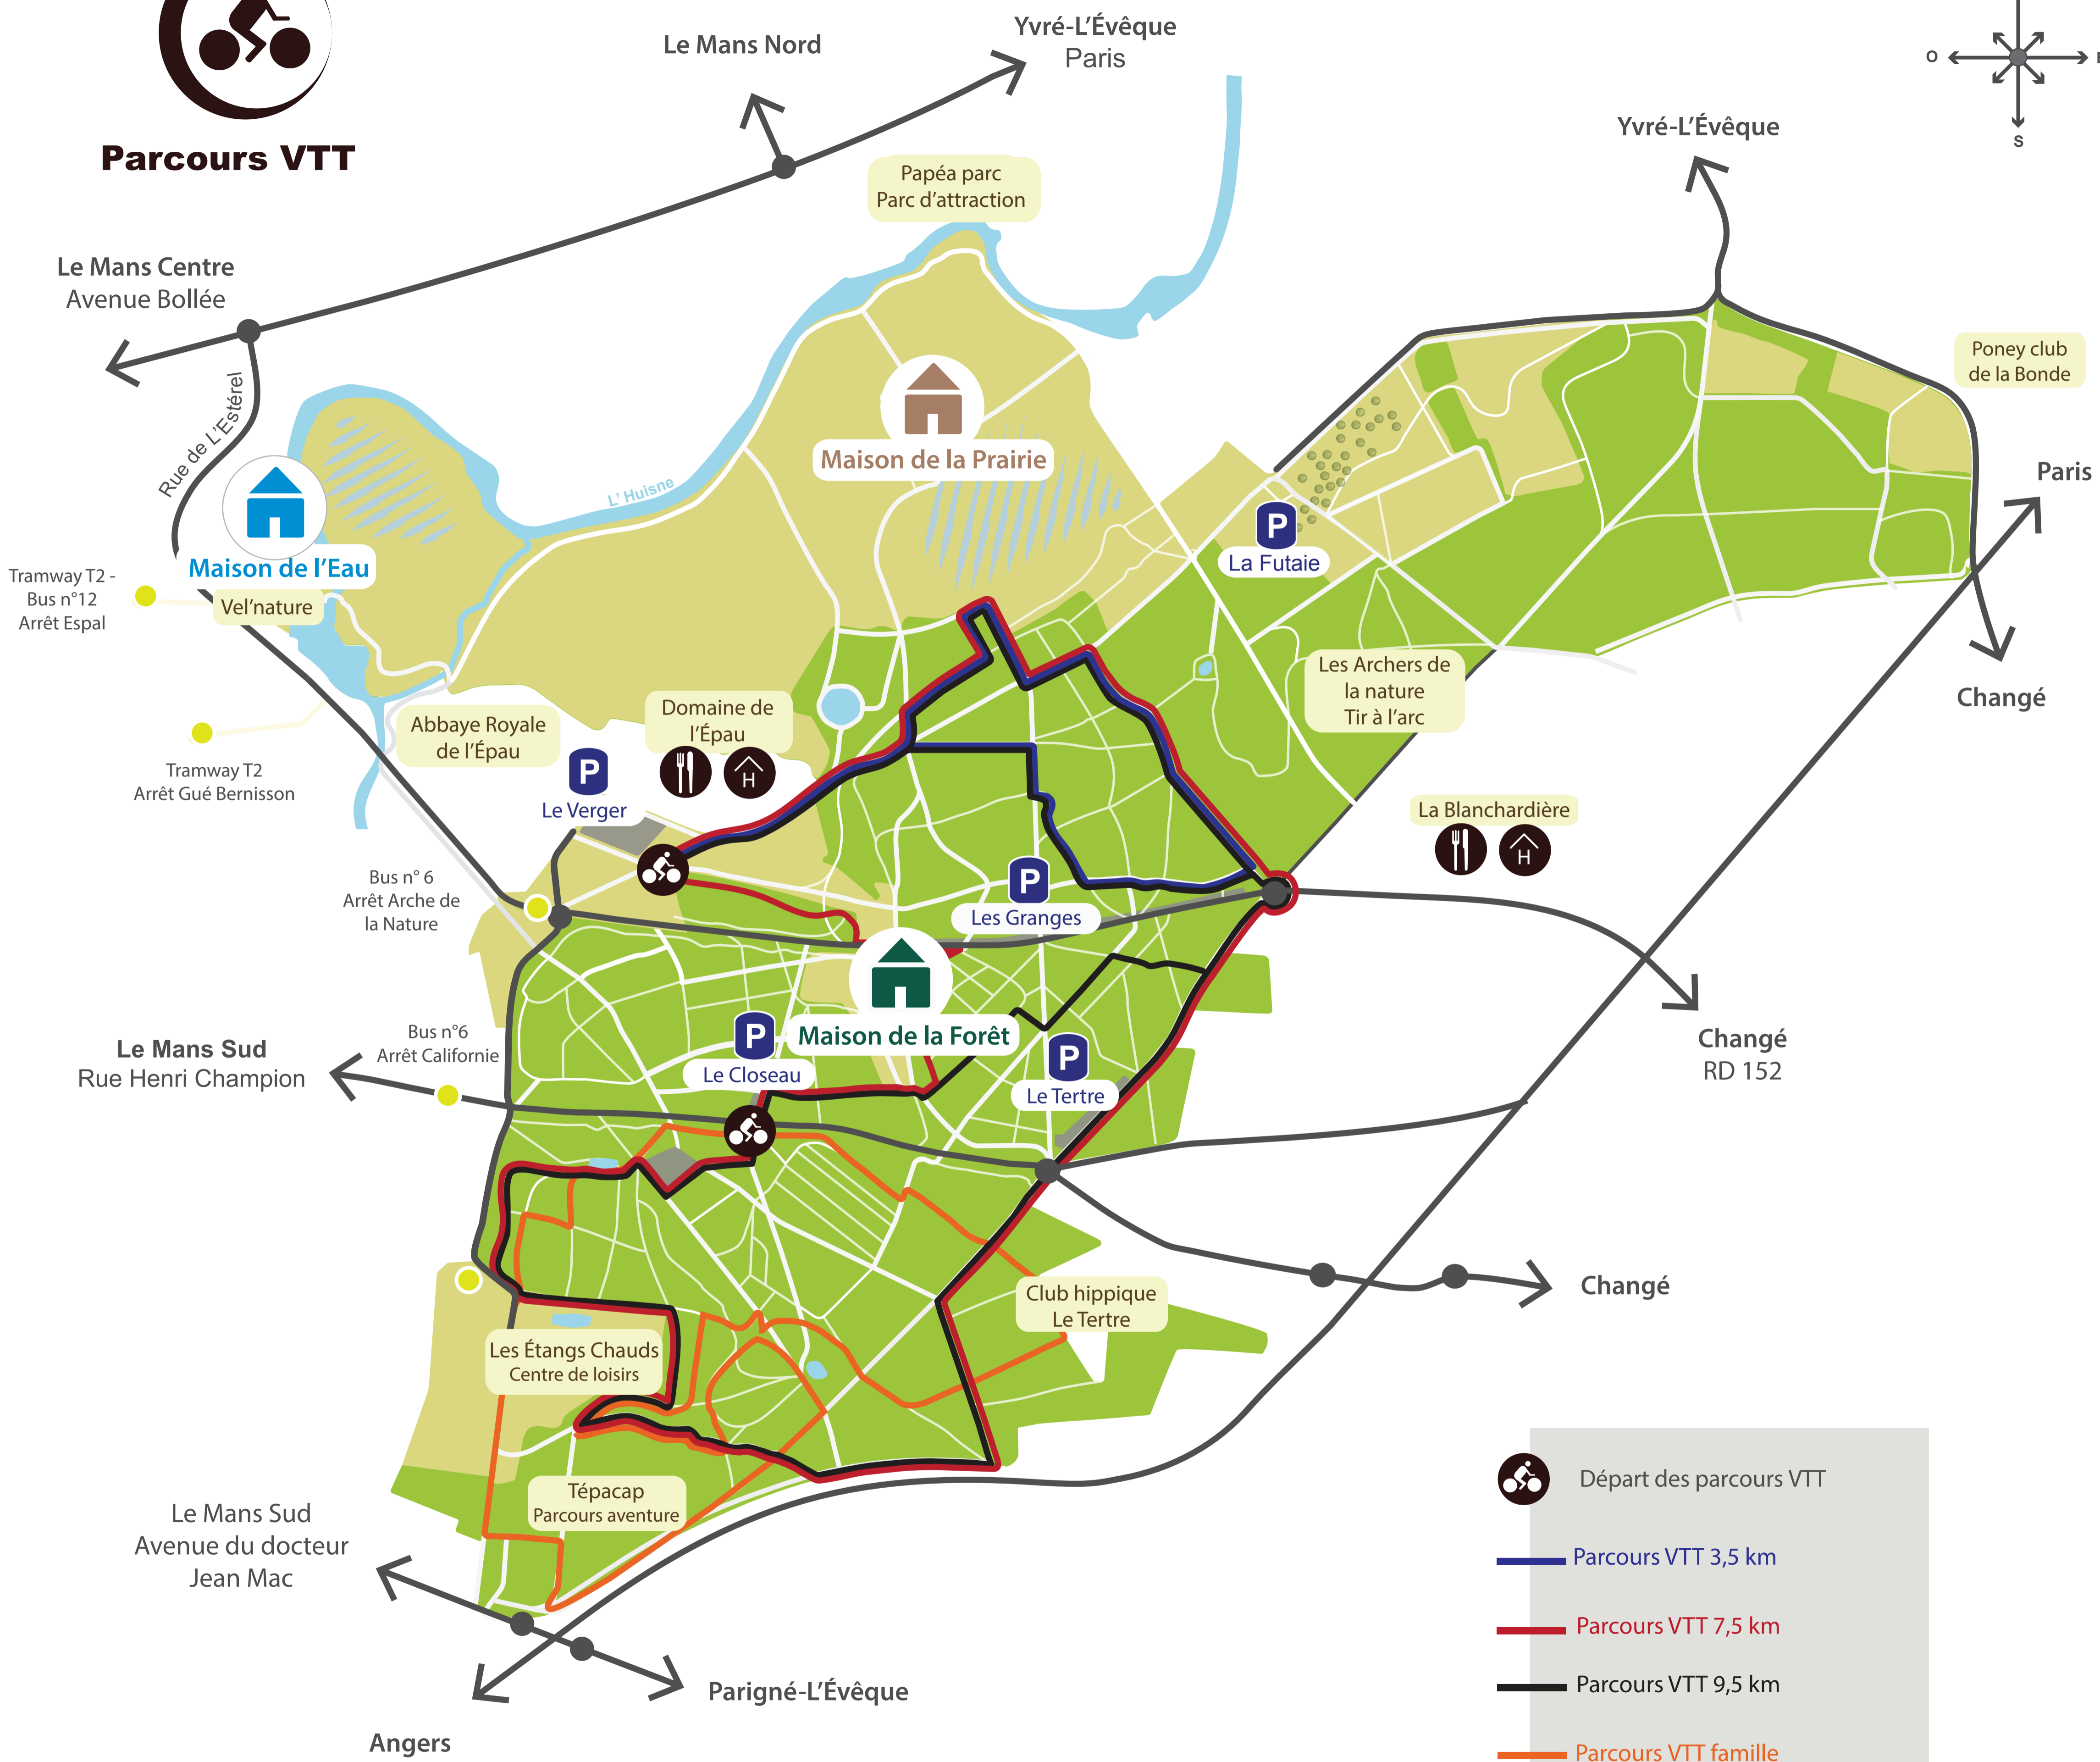 Parcours VTT
Le Mans Nord
Yvré-L'Évêque
Paris
O
S
Yvré-L'Évêque
Papéa parc
Parc d'attraction
Le Mans Centre
Avenue Bollée
Rue de L'Estérel
Poney club
de la Bonde
Maison de la Prairie
Paris
L' Huisne
La Futaie
Maison de l'Eau
Vel'nature
Tramway T2 -
Bus n°12
Arrêt Espal
Les Archers de
la nature
Tir à l'arc
Changé
Abbaye Royale
de l'Épau
Domaine de
l'Épau
H
P
Le Verger
Tramway T2
Arrêt Gué Bernisson
La Blanchardière
H
Bus n° 6
Arrêt Arche de
la Nature
P
Les Granges
P
Maison de la Forêt
Le Closeau
P
Le Tertre
Bus n°6
Arrêt Californie
Le Mans Sud
Rue Henri Champion
Changé
RD 152
Changé
Club hippique
Le Tertre
Les Étangs Chauds
Centre de loisirs
Tépacap
Parcours aventure
Le Mans Sud
Avenue du docteur
Jean Mac
Parigné-L'Évêque
Angers
Départ des parcours VTT
Parcours VTT 3,5 km
Parcours VTT 7,5 km
Parcours VTT 9,5 km
Parcours VTT famille